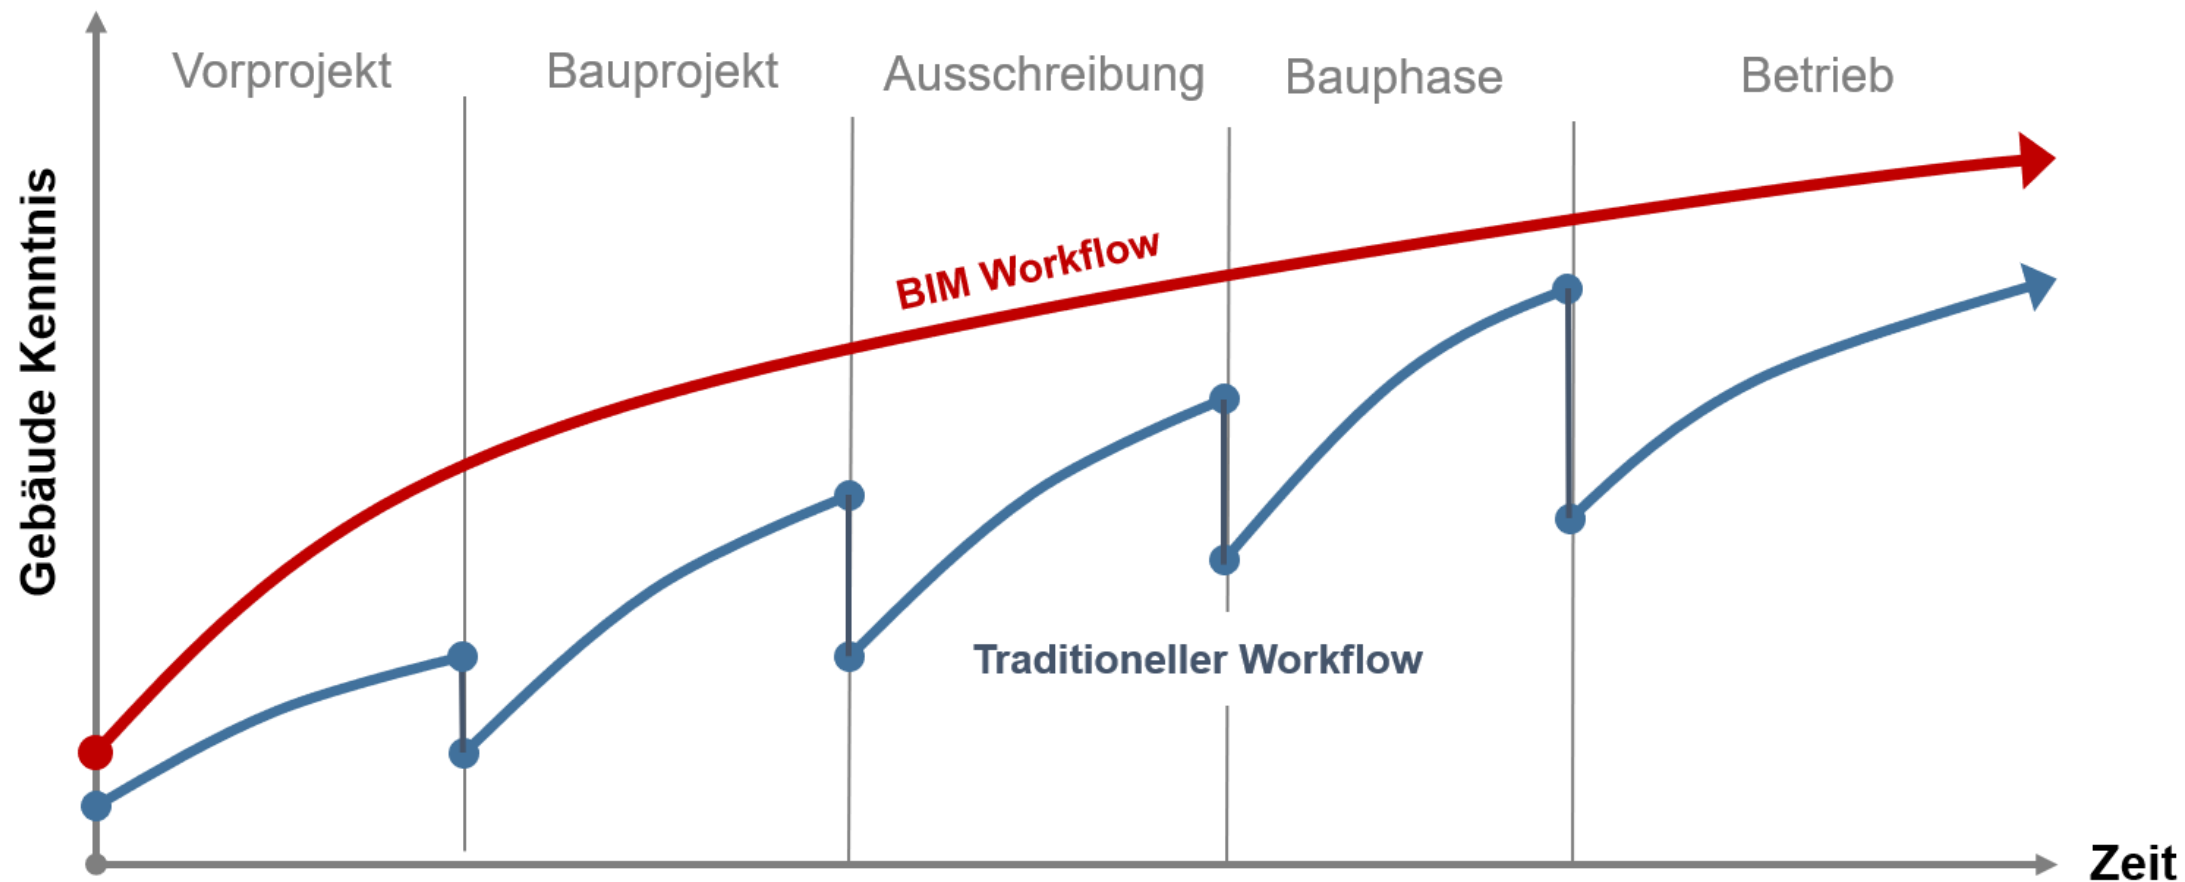 Vorprojekt
Bauprojekt
Ausschreibung
Bauphase
Betrieb
Gebäude Kenntnis
BIM Workflow
Traditioneller Workflow
Zeit